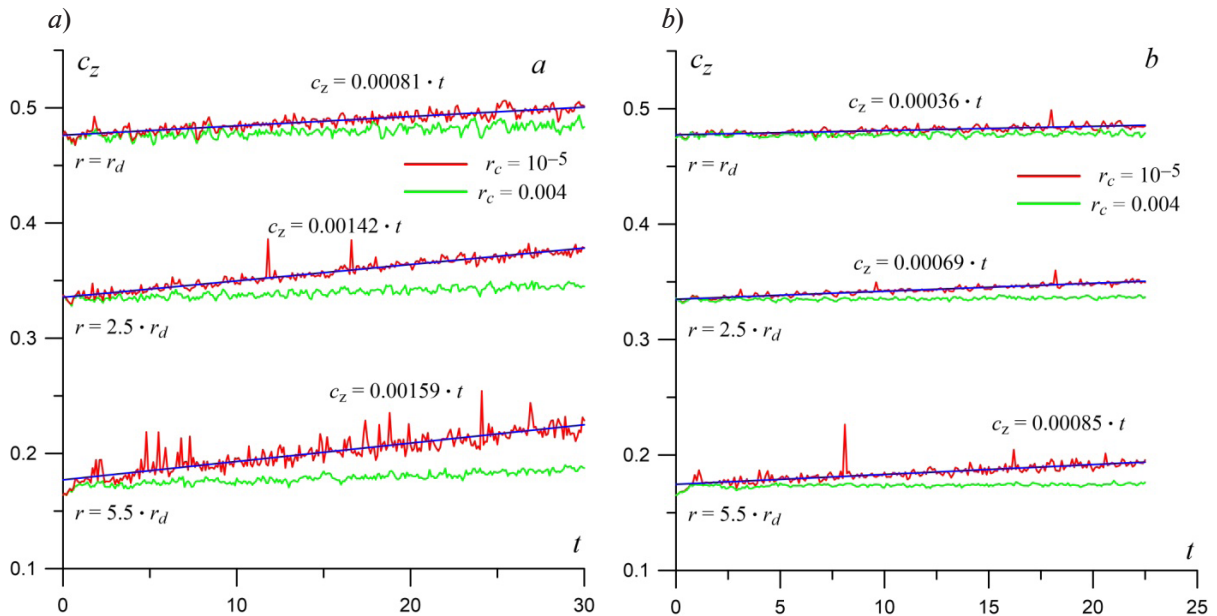 a)
c_z
a
0.5
0.4
0.3
0.2
0.1
c_z = 0.00081 · t
r = r_d
r_c = 10⁻⁵
r_c = 0.004
c_z = 0.00142 · t
r = 2.5 · r_d
c_z = 0.00159 · t
r = 5.5 · r_d
t
0 10 20 30
b)
c_z
b
0.5
0.4
0.3
0.2
0.1
c_z = 0.00036 · t
r = r_d
r_c = 10⁻⁵
r_c = 0.004
c_z = 0.00069 · t
r = 2.5 · r_d
c_z = 0.00085 · t
r = 5.5 · r_d
t
0 5 10 15 20 25